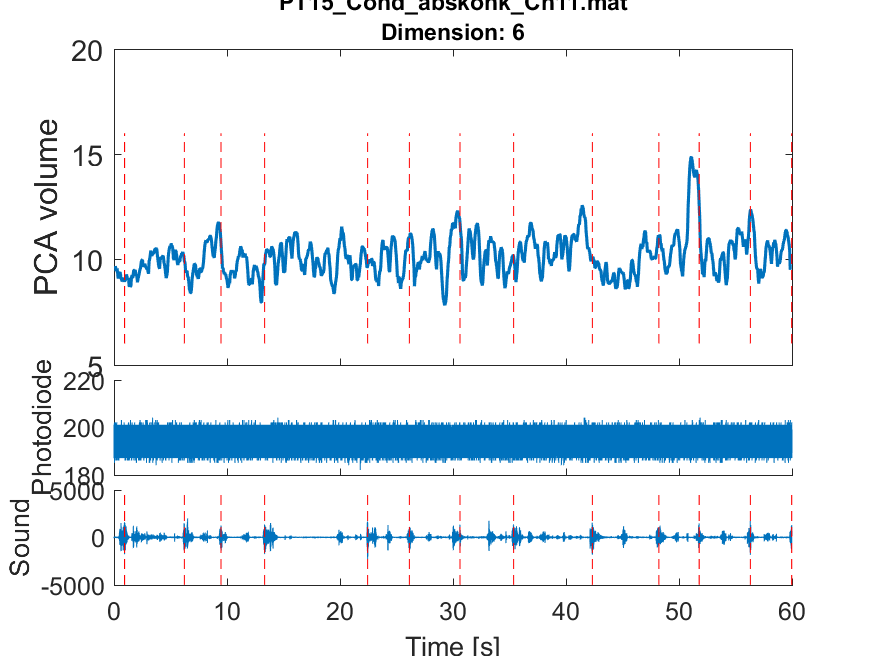 PT15_Cond_abskonk_Ch11.mat
Dimension: 6
20
15
10
5
PCA volume
220
200
180
Photodiode
5000
0
-5000
Sound
0 10 20 30 40 50 60
Time [s]